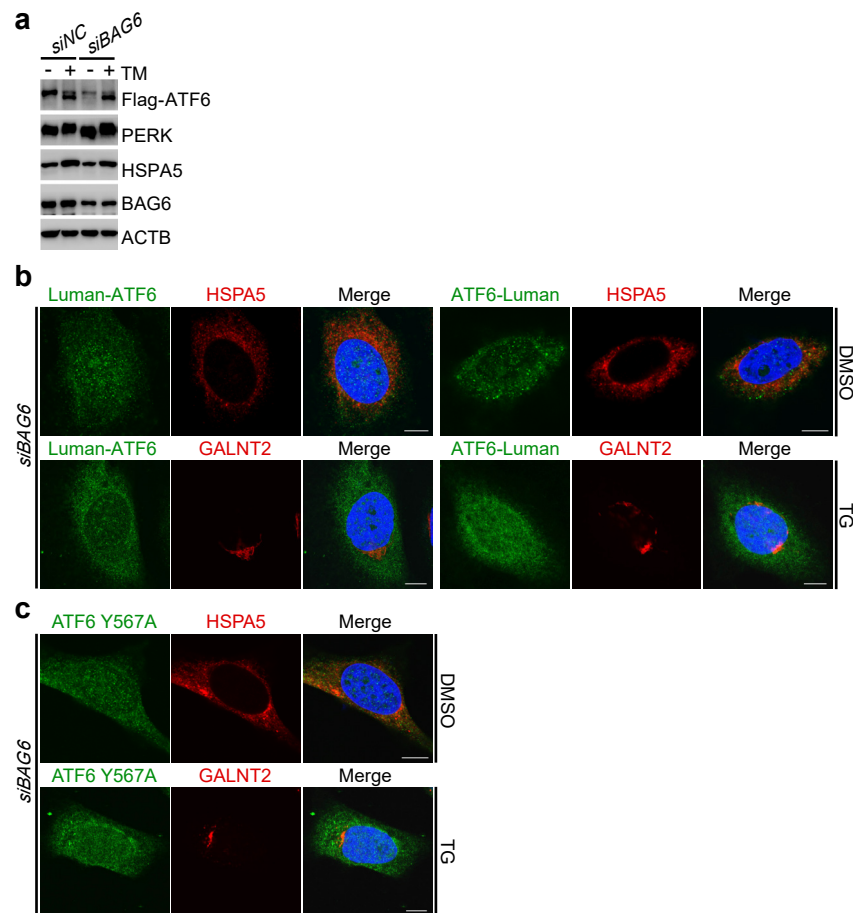 a
siNC siBAG6
- + - + TM
Flag-ATF6
PERK
HSPA5
BAG6
ACTB
b
Luman-ATF6 HSPA5 Merge ATF6-Luman HSPA5 Merge
DMSO
siBAG6
Luman-ATF6 GALNT2 Merge ATF6-Luman GALNT2 Merge
TG
c
ATF6 Y567A HSPA5 Merge
DMSO
siBAG6
ATF6 Y567A GALNT2 Merge
TG